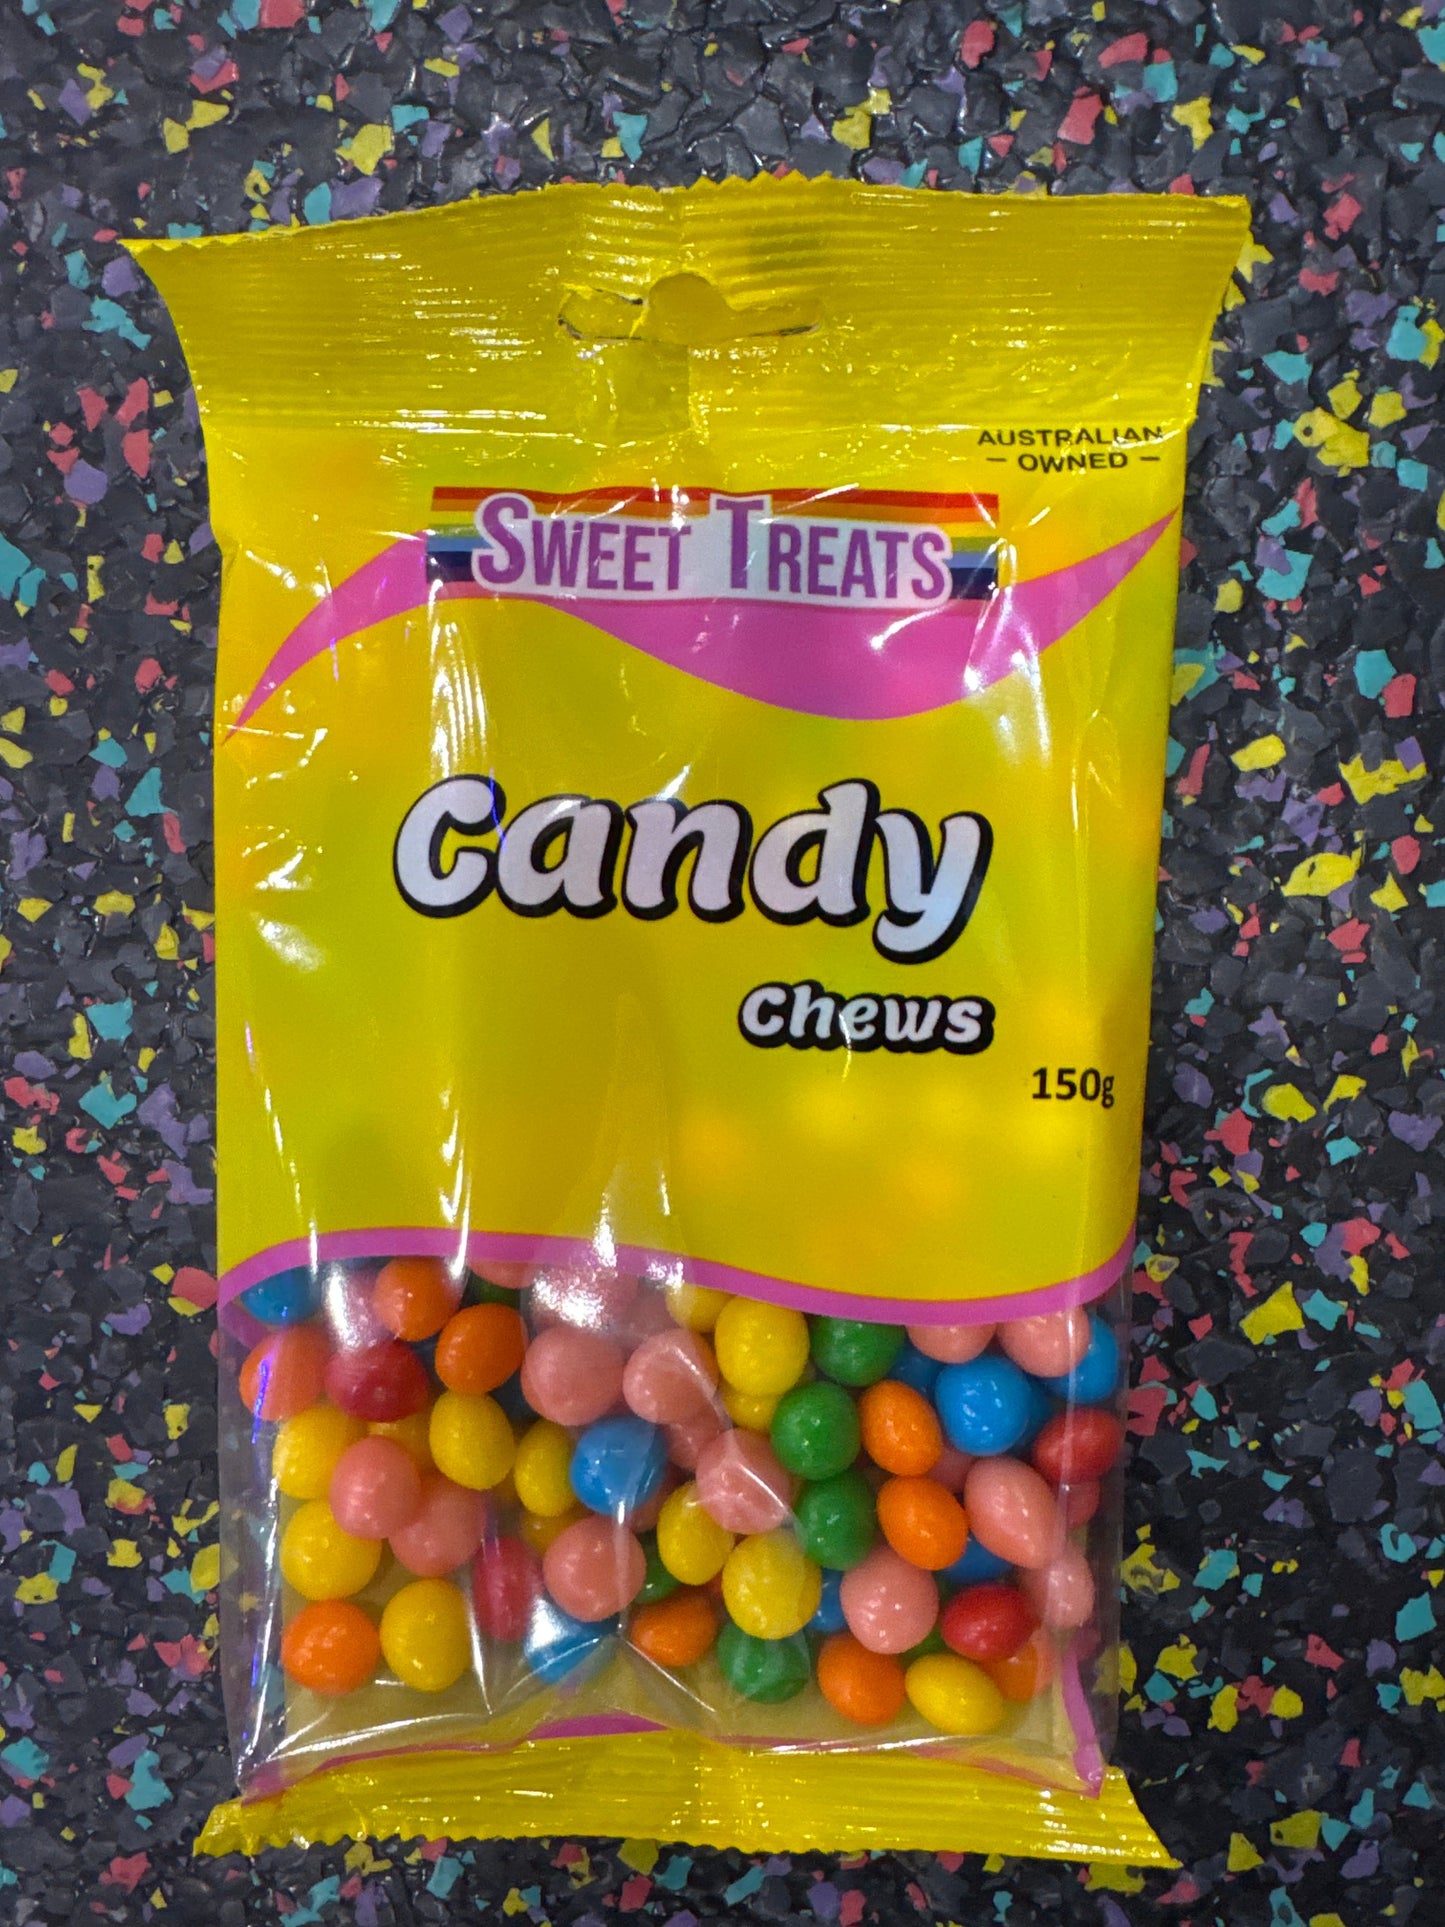 AUSTRALIAN
– OWNED –
SWEET TREATS
Candy
chews
150g